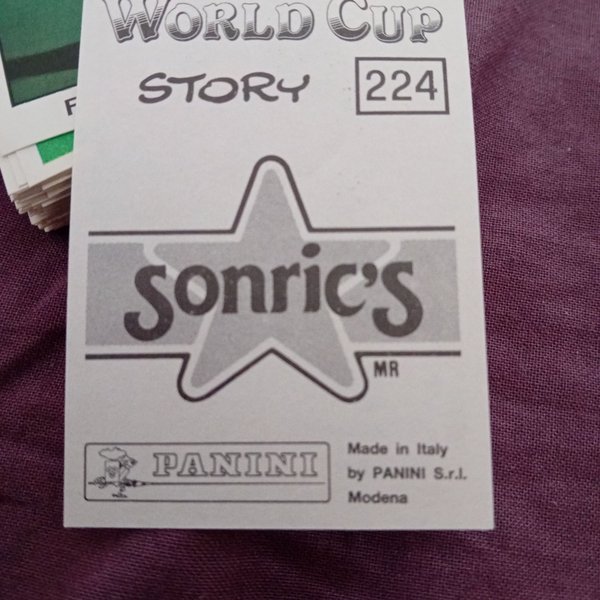 WORLD CUP
STORY 224
sonric's
MR
PANINI
Made in Italy
by PANINI S.r.l.
Modena
F